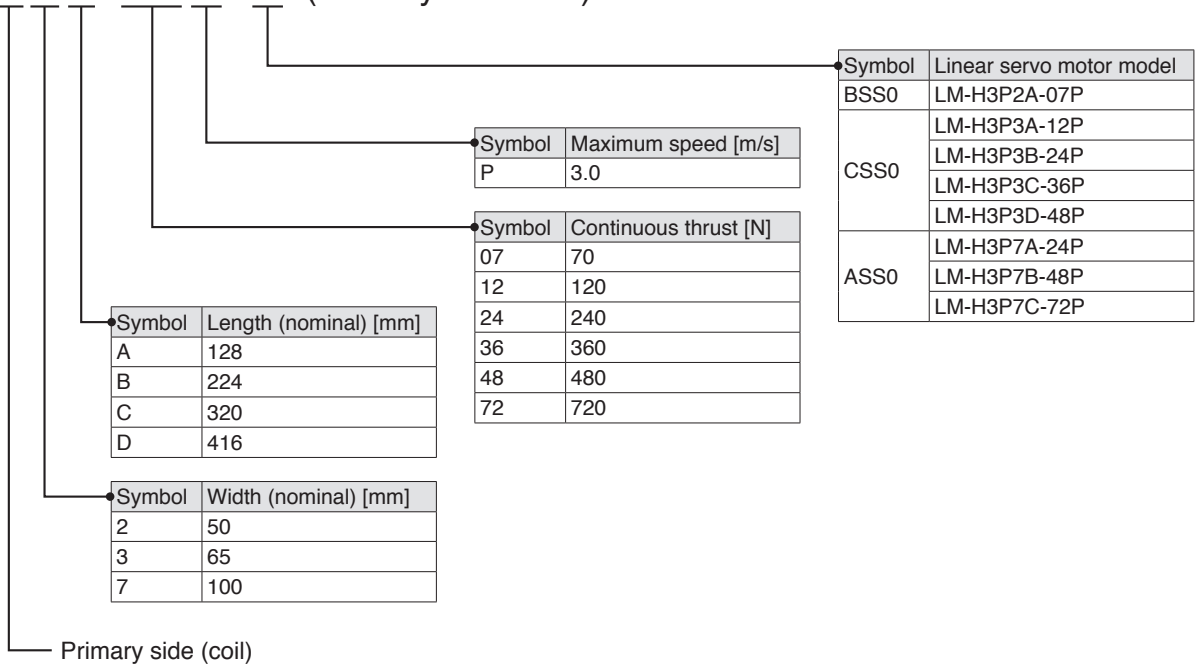 Symbol Linear servo motor model
BSS0 LM-H3P2A-07P
CSS0 LM-H3P3A-12P
LM-H3P3B-24P
LM-H3P3C-36P
LM-H3P3D-48P
ASS0 LM-H3P7A-24P
LM-H3P7B-48P
LM-H3P7C-72P
Symbol Maximum speed [m/s]
P 3.0
Symbol Continuous thrust [N]
07 70
12 120
24 240
36 360
48 480
72 720
Symbol Length (nominal) [mm]
A 128
B 224
C 320
D 416
Symbol Width (nominal) [mm]
2 50
3 65
7 100
Primary side (coil)